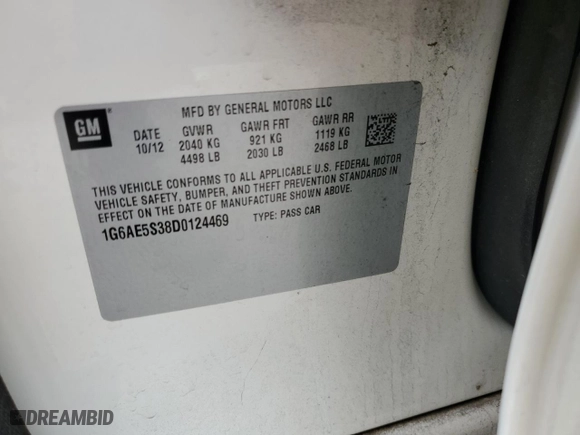 GM
MFD BY GENERAL MOTORS LLC
DATE GVWR GAWR FRT GAWR RR
10/12 2040 KG 921 KG 1119 KG
4498 LB 2030 LB 2468 LB
THIS VEHICLE CONFORMS TO ALL APPLICABLE U.S. FEDERAL MOTOR
VEHICLE SAFETY, BUMPER, AND THEFT PREVENTION STANDARDS IN
EFFECT ON THE DATE OF MANUFACTURE SHOWN ABOVE.
1G6AE5S38D0124469 TYPE: PASS CAR
DREAMBID